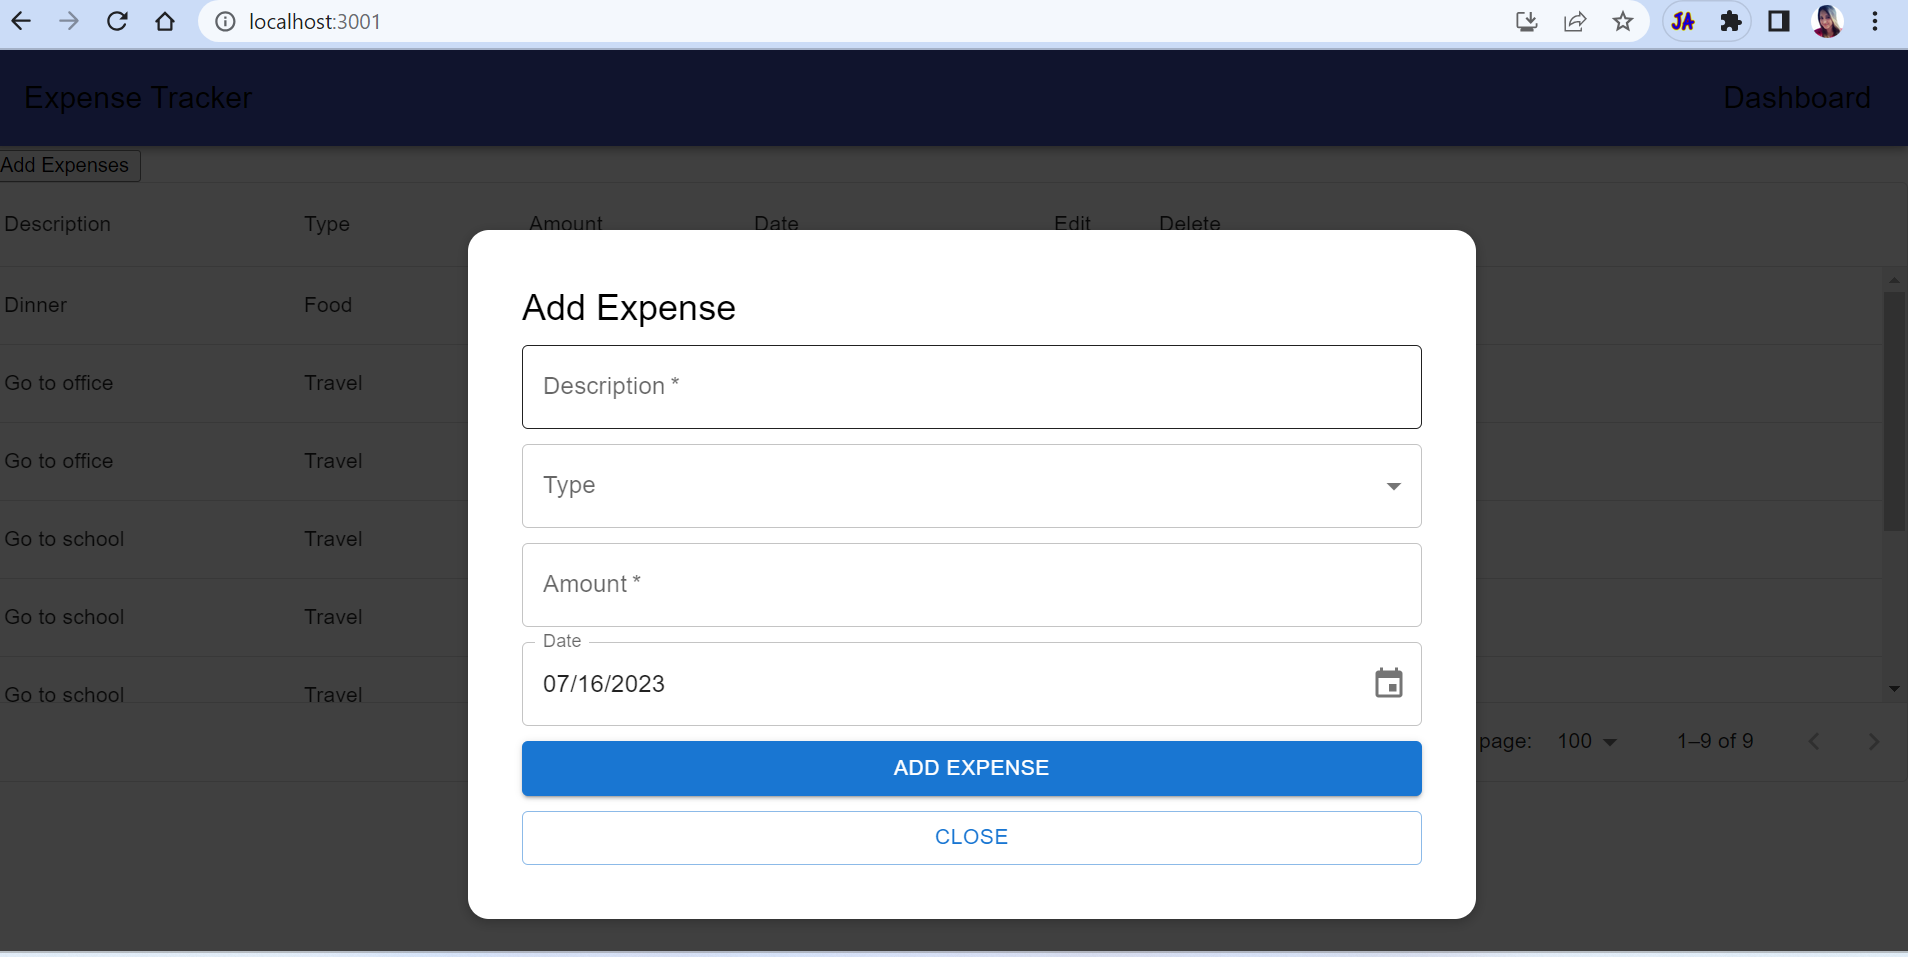 localhost:3001
JA
Expense Tracker
Dashboard
Add Expenses
Description Type Amount Date Edit Delete
Dinner Food
Go to office Travel
Go to office Travel
Go to school Travel
Go to school Travel
Go to school Travel
Add Expense
Description *
Type
Amount *
Date
07/16/2023
ADD EXPENSE
CLOSE
page: 100 1–9 of 9